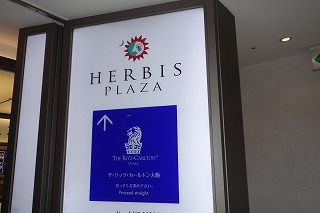 HERBIS
PLAZA
THE RITZ-CARLTON
OSAKA
ザ・リッツ・カールトン大阪
Proceed straight.